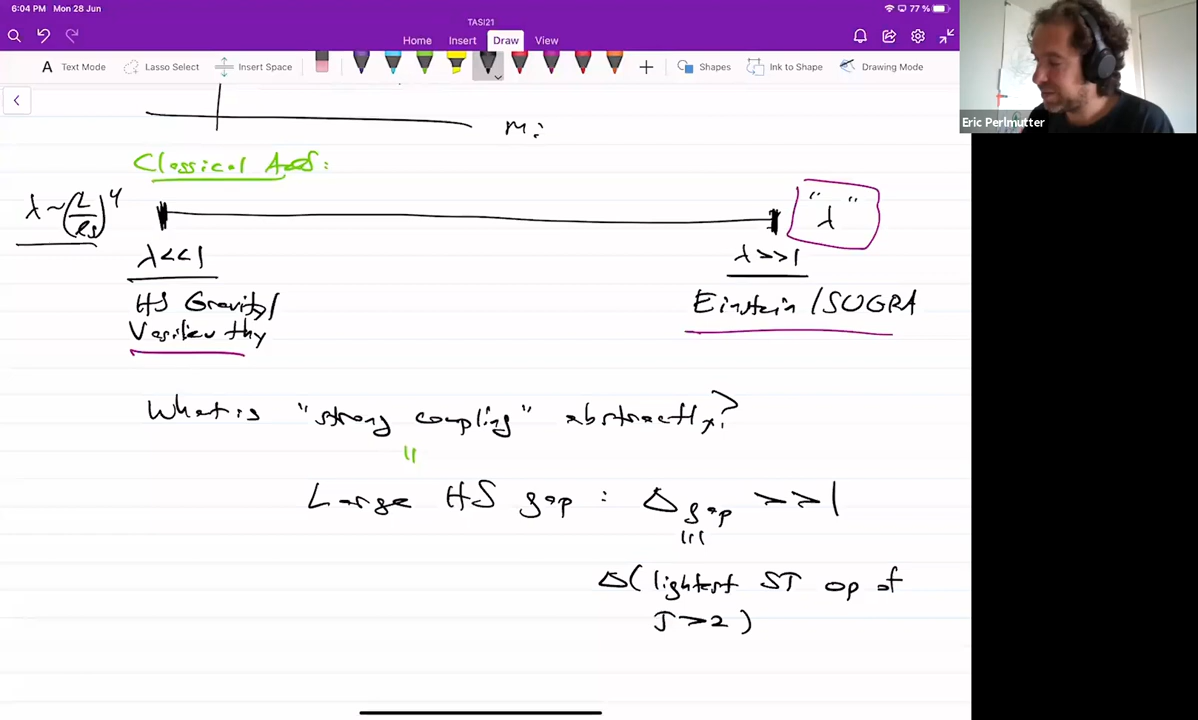 6:04 PM Mon 28 Jun
77%
TASI21
Home Insert Draw View
A Text Mode Lasso Select Insert Space Shapes Ink to Shape Drawing Mode
Eric Perlmutter
Classical AdS:
λ ~ (L/ls)^4
"λ"
λ<<1
λ>>1
HS Gravity/
Vasiliev thy
Einstein / SUGRA
What is "strong coupling" abstractly?
"
Large HS gap : Δgap >>1
Δ(lightest ST op of
J>2)